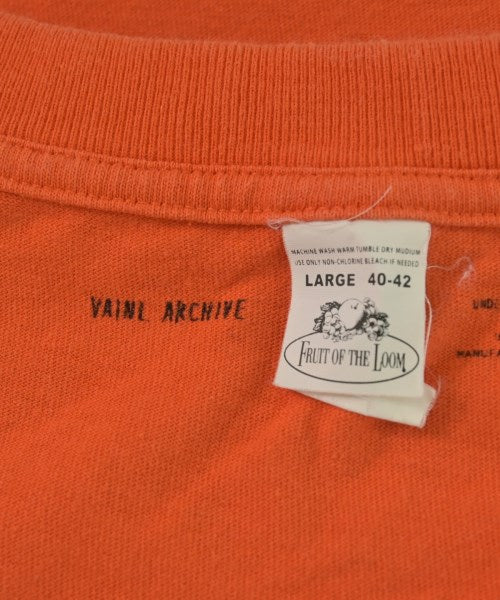 MACHINE WASH WARM TUMBLE DRY MUDIUM
USE ONLY NON-CHLORINE BLEACH IF NEEDED
LARGE 40-42
FRUIT OF THE LOOM
VAINL ARCHIVE